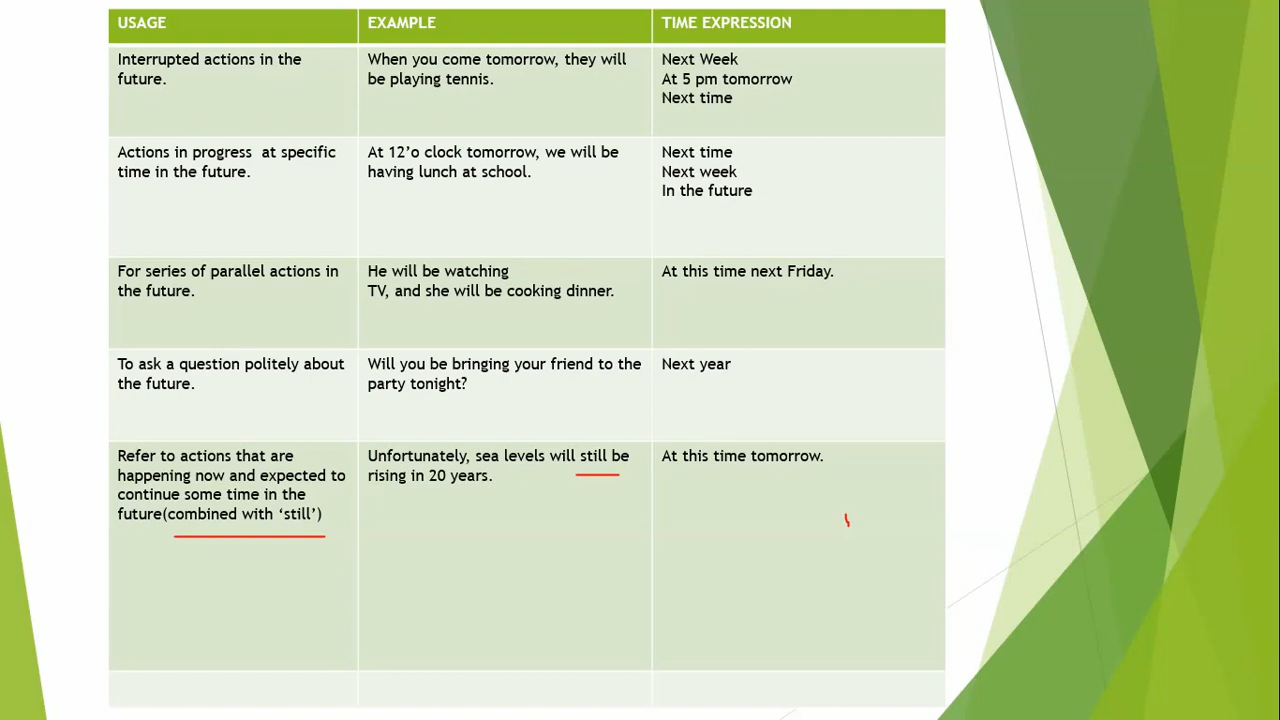 USAGE
EXAMPLE
TIME EXPRESSION
Interrupted actions in the
future.
When you come tomorrow, they will
be playing tennis.
Next Week
At 5 pm tomorrow
Next time
Actions in progress  at specific
time in the future.
At 12’o clock tomorrow, we will be
having lunch at school.
Next time
Next week
In the future
For series of parallel actions in
the future.
He will be watching
TV, and she will be cooking dinner.
At this time next Friday.
To ask a question politely about
the future.
Will you be bringing your friend to the
party tonight?
Next year
Refer to actions that are
happening now and expected to
continue some time in the
future(combined with ‘still’)
Unfortunately, sea levels will still be
rising in 20 years.
At this time tomorrow.